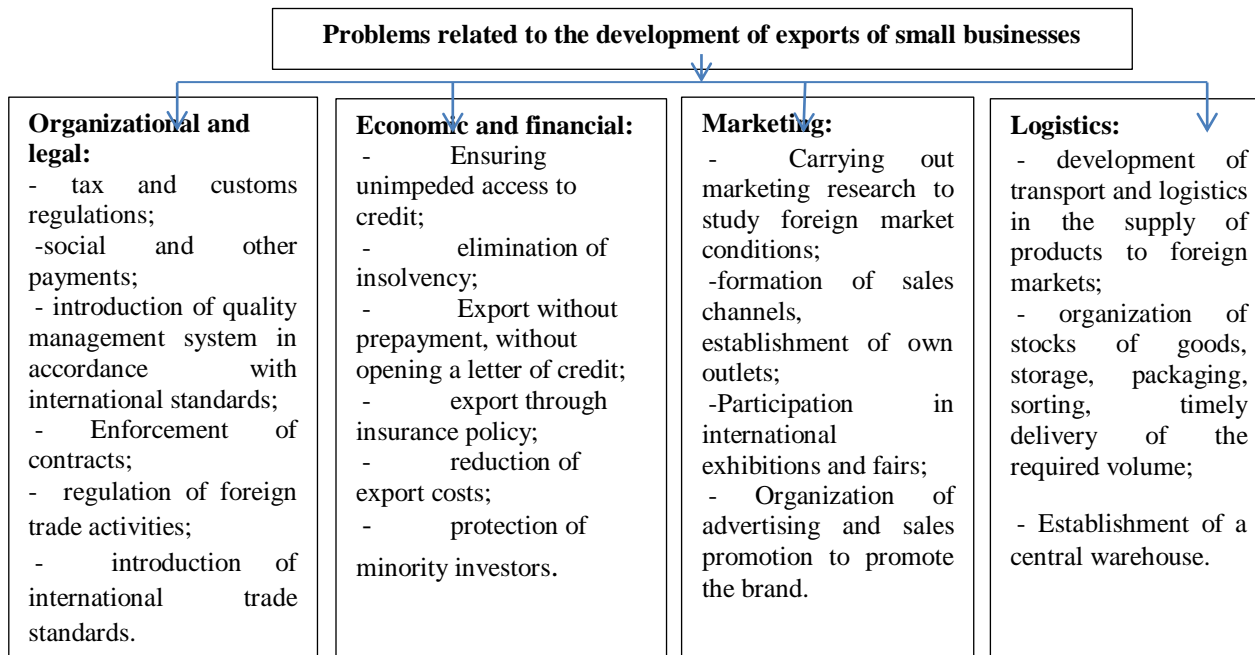 Problems related to the development of exports of small businesses
Organizational and
legal:
- tax and customs
regulations;
-social and other
payments;
- introduction of quality
management system in
accordance with
international standards;
- Enforcement of
contracts;
- regulation of foreign
trade activities;
- introduction of
international trade
standards.
Economic and financial:
- Ensuring
unimpeded access to
credit;
- elimination of
insolvency;
- Export without
prepayment, without
opening a letter of credit;
- export through
insurance policy;
- reduction of
export costs;
- protection of
minority investors.
Marketing:
- Carrying out
marketing research to
study foreign market
conditions;
-formation of sales
channels,
establishment of own
outlets;
-Participation in
international
exhibitions and fairs;
- Organization of
advertising and sales
promotion to promote
the brand.
Logistics:
- development of
transport and logistics
in the supply of
products to foreign
markets;
- organization of
stocks of goods,
storage, packaging,
sorting, timely
delivery of the
required volume;
- Establishment of a
central warehouse.